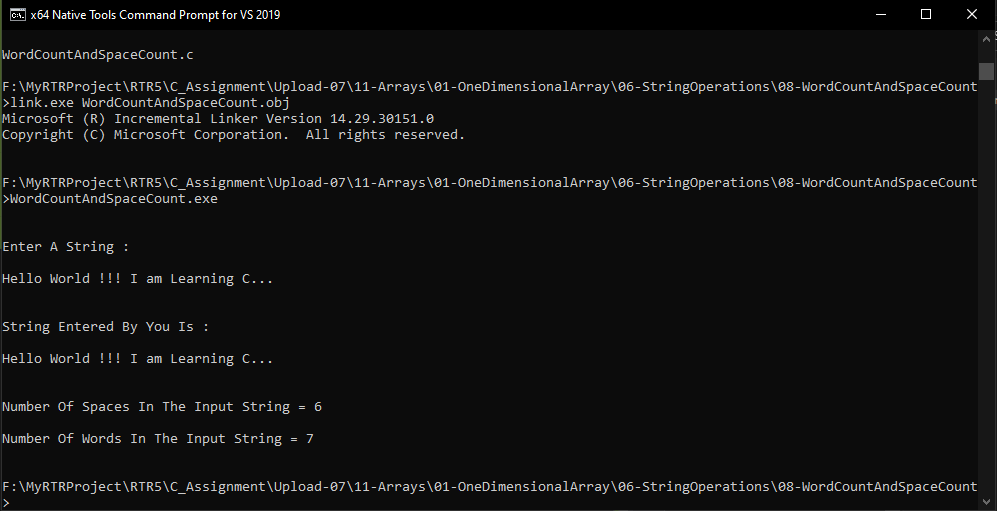 x64 Native Tools Command Prompt for VS 2019
WordCountAndSpaceCount.c
F:\MyRTRProject\RTR5\C_Assignment\Upload-07\11-Arrays\01-OneDimensionalArray\06-StringOperations\08-WordCountAndSpaceCount
>link.exe WordCountAndSpaceCount.obj
Microsoft (R) Incremental Linker Version 14.29.30151.0
Copyright (C) Microsoft Corporation.  All rights reserved.
F:\MyRTRProject\RTR5\C_Assignment\Upload-07\11-Arrays\01-OneDimensionalArray\06-StringOperations\08-WordCountAndSpaceCount
>WordCountAndSpaceCount.exe
Enter A String :
Hello World !!! I am Learning C...
String Entered By You Is :
Hello World !!! I am Learning C...
Number Of Spaces In The Input String = 6
Number Of Words In The Input String = 7
F:\MyRTRProject\RTR5\C_Assignment\Upload-07\11-Arrays\01-OneDimensionalArray\06-StringOperations\08-WordCountAndSpaceCount
>